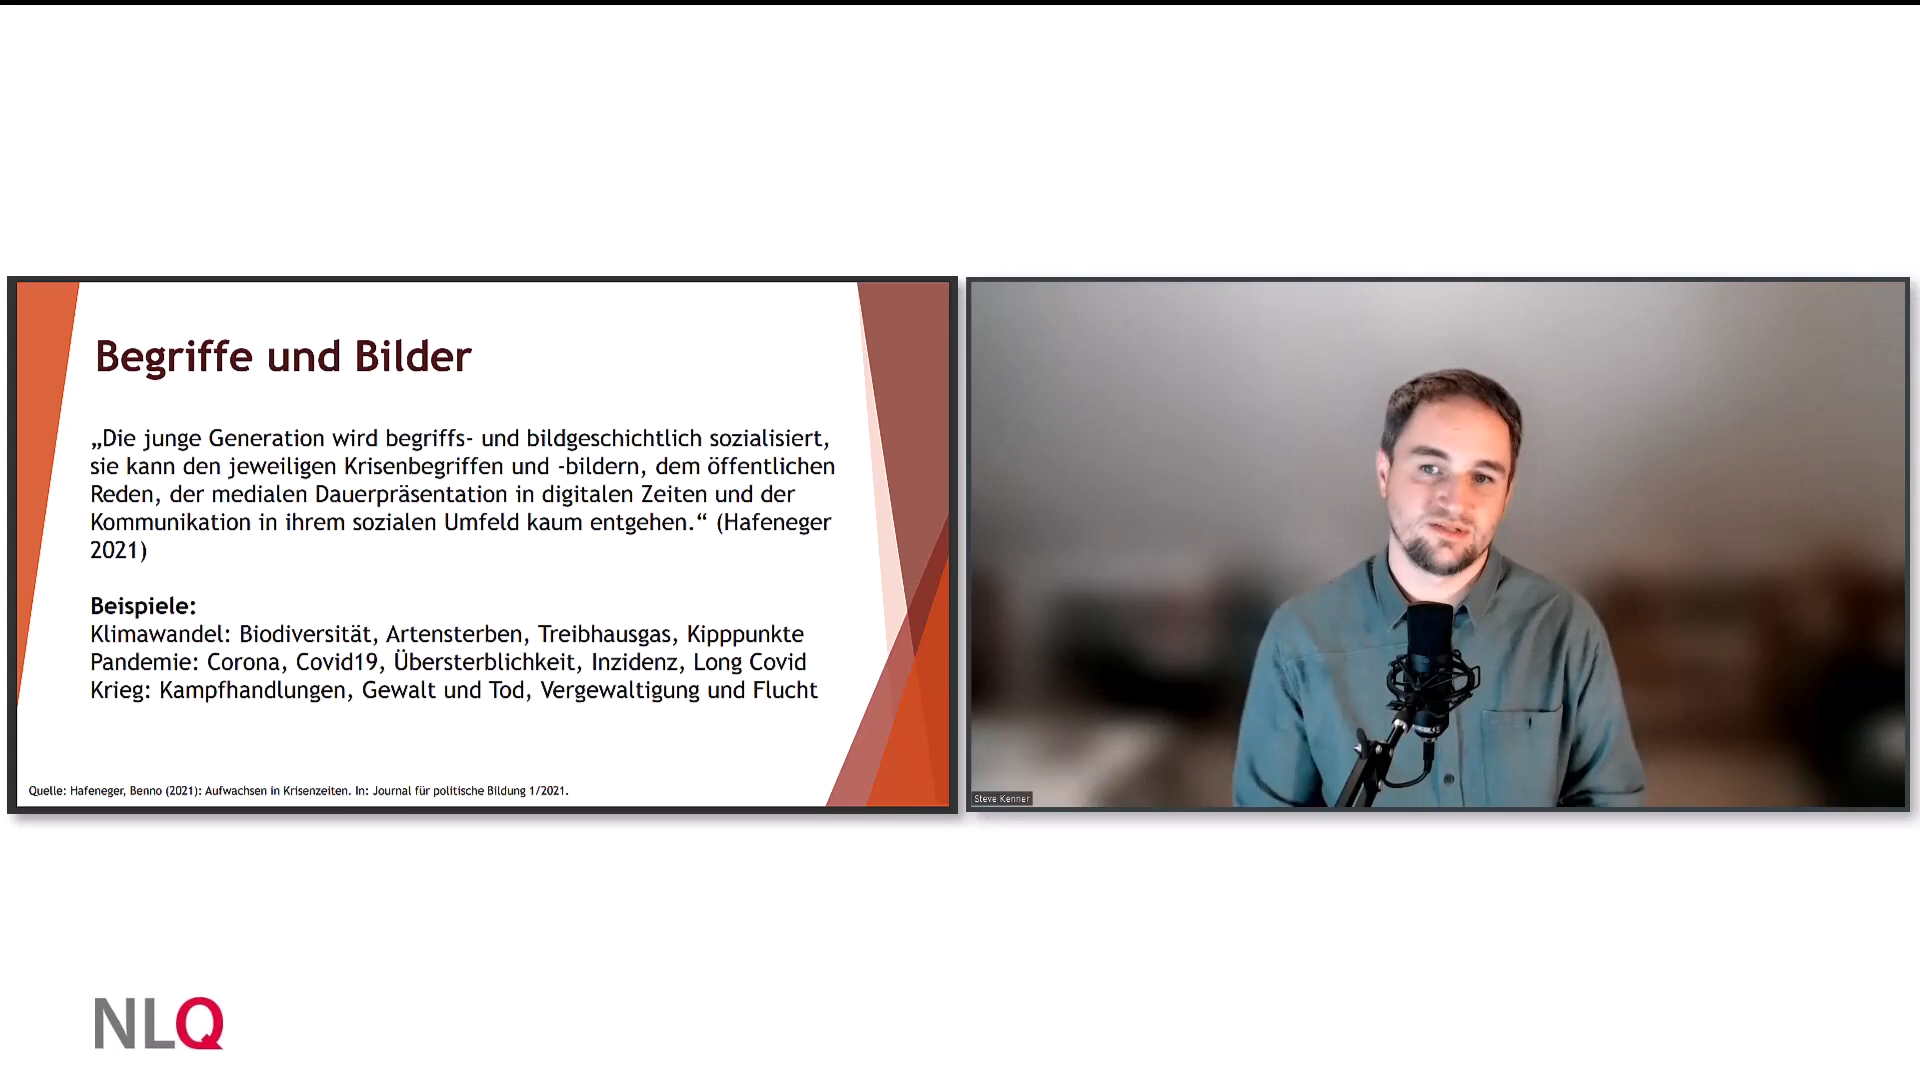 Begriffe und Bilder
„Die junge Generation wird begriffs- und bildgeschichtlich sozialisiert,
sie kann den jeweiligen Krisenbegriffen und -bildern, dem öffentlichen
Reden, der medialen Dauerpräsentation in digitalen Zeiten und der
Kommunikation in ihrem sozialen Umfeld kaum entgehen.“ (Hafeneger
2021)
Beispiele:
Klimawandel: Biodiversität, Artensterben, Treibhausgas, Kipppunkte
Pandemie: Corona, Covid19, Übersterblichkeit, Inzidenz, Long Covid
Krieg: Kampfhandlungen, Gewalt und Tod, Vergewaltigung und Flucht
Quelle: Hafeneger, Benno (2021): Aufwachsen in Krisenzeiten. In: Journal für politische Bildung 1/2021.
Steve Kenner
NLQ